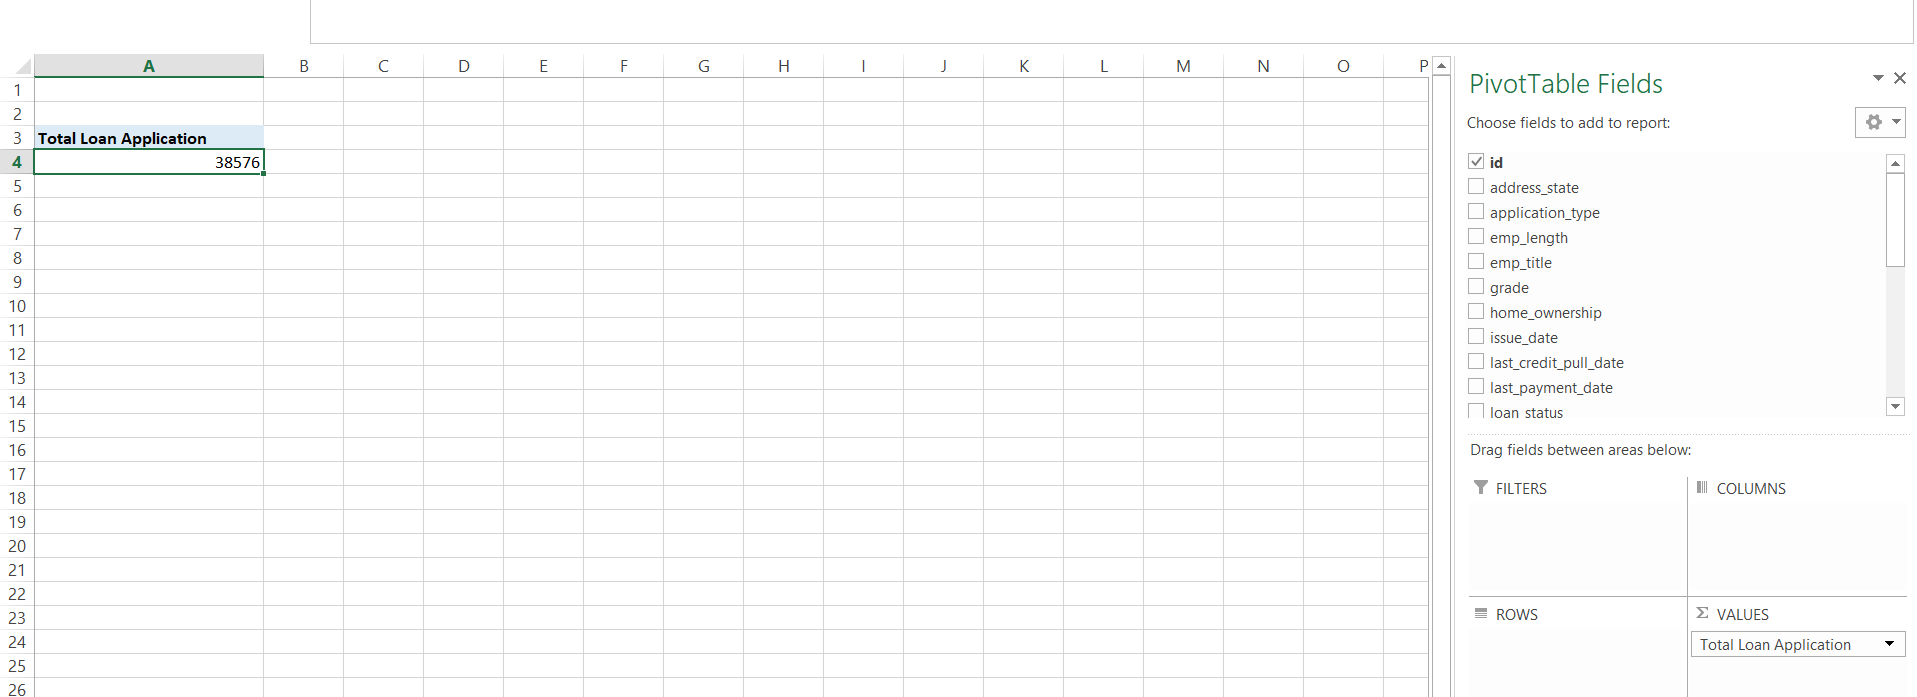 A B C D E F G H I J K L M N O P
1
2
3 Total Loan Application
4 38576
5
6
7
8
9
10
11
12
13
14
15
16
17
18
19
20
21
22
23
24
25
26
PivotTable Fields
Choose fields to add to report:
id
address_state
application_type
emp_length
emp_title
grade
home_ownership
issue_date
last_credit_pull_date
last_payment_date
loan_status
Drag fields between areas below:
FILTERS
COLUMNS
ROWS
Σ VALUES
Total Loan Application